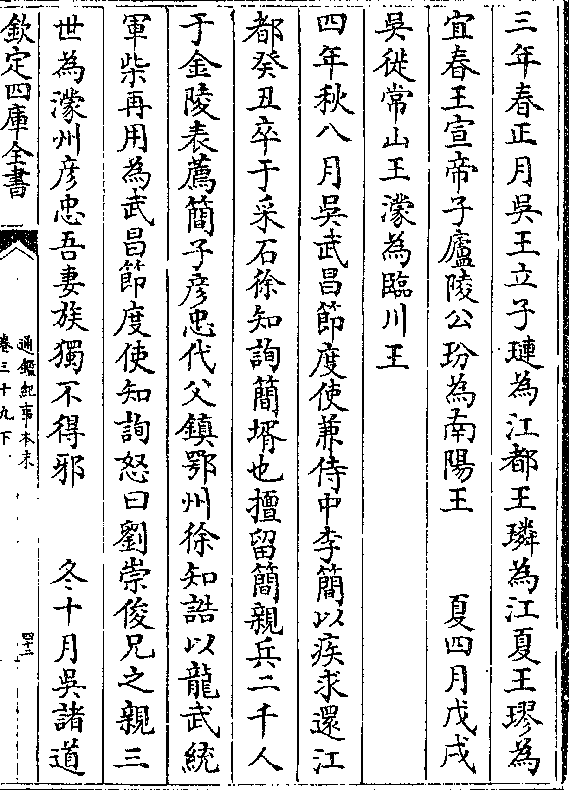 三年春正月吳王立子璉為江都王璘為江夏王璆為
宜春王宣帝子廬陵公玢為南陽王　夏四月戊戌
吳徙常山王濛為臨川王
四年秋八月吳武昌節度使兼侍中李簡以疾求還江
都癸丑卒于采石徐知詢簡壻也擅留簡親兵二千人
于金陵表薦簡子彦忠代父鎮鄂州徐知誥以龍武統
軍柴再用為武昌節度使知詢怒曰劉崇俊兄之親三
世為濠州彦忠吾妻族獨不得邪　冬十月吳諸道
欽定四庫全書
通鑑紀事本末
卷三十九下
四十二